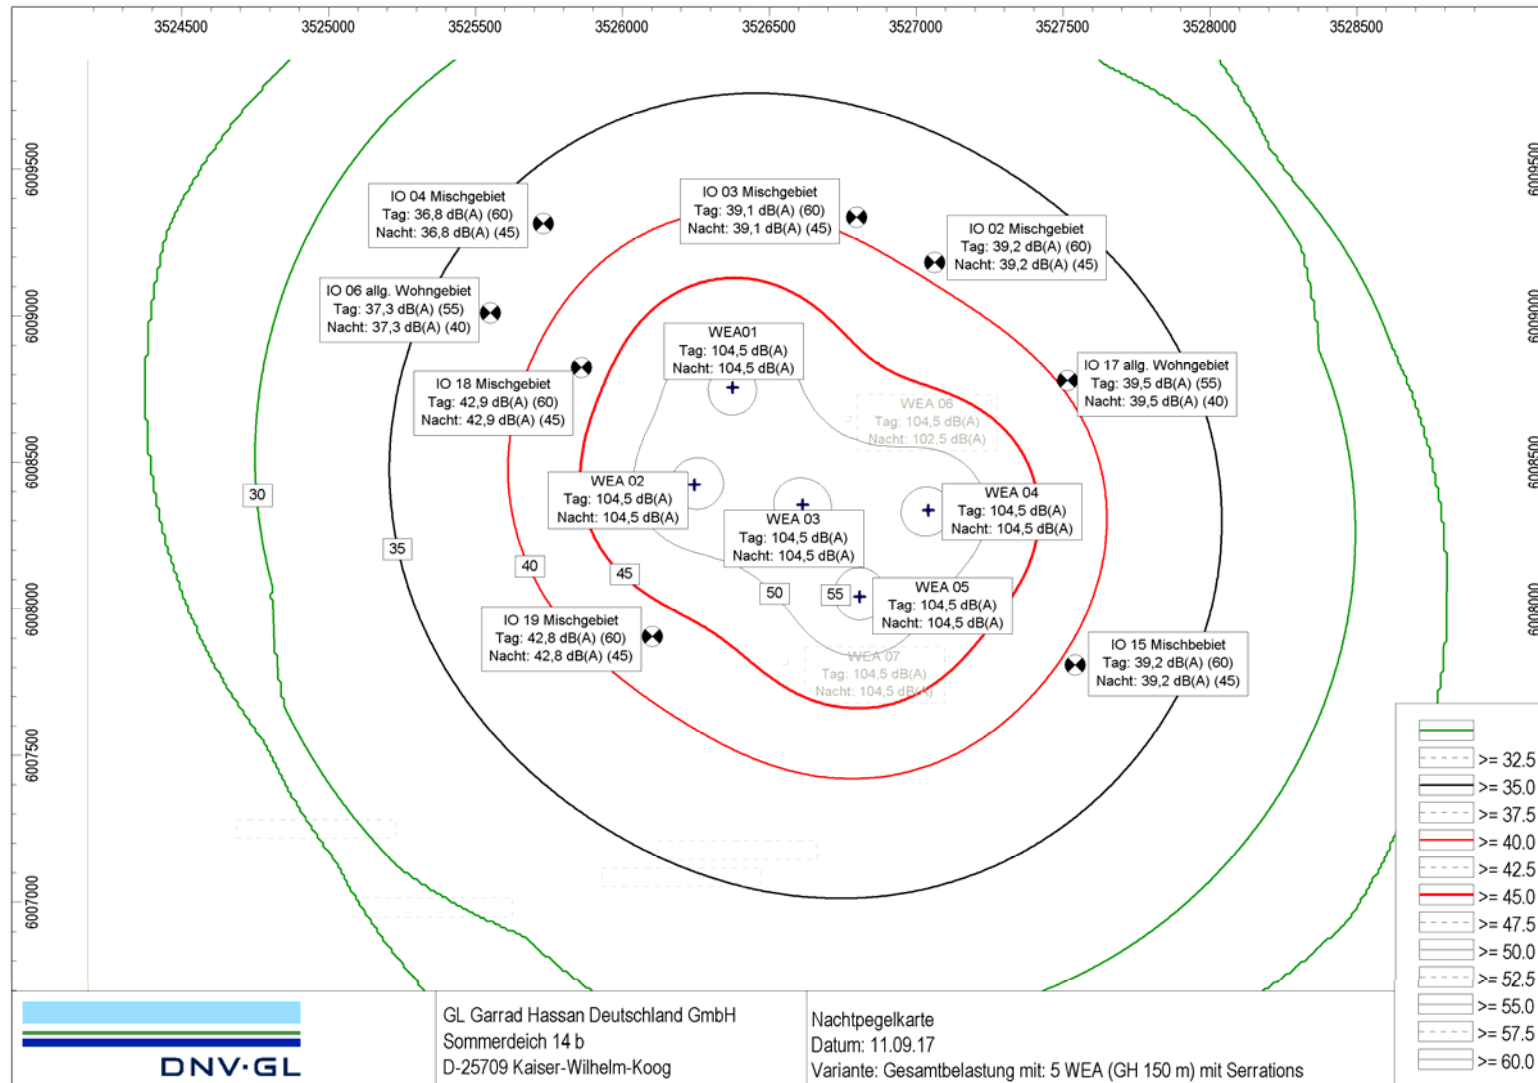 3524500 3525000 3525500 3526000 3526500 3527000 3527500 3528000 3528500
6009500
6009000
6008500
6008000
6007500
6007000
6009500
6009000
6008500
6008000
IO 04 Mischgebiet
Tag: 36,8 dB(A) (60)
Nacht: 36,8 dB(A) (45)
IO 03 Mischgebiet
Tag: 39,1 dB(A) (60)
Nacht: 39,1 dB(A) (45)
IO 02 Mischgebiet
Tag: 39,2 dB(A) (60)
Nacht: 39,2 dB(A) (45)
IO 06 allg. Wohngebiet
Tag: 37,3 dB(A) (55)
Nacht: 37,3 dB(A) (40)
WEA01
Tag: 104,5 dB(A)
Nacht: 104,5 dB(A)
IO 18 Mischgebiet
Tag: 42,9 dB(A) (60)
Nacht: 42,9 dB(A) (45)
IO 17 allg. Wohngebiet
Tag: 39,5 dB(A) (55)
Nacht: 39,5 dB(A) (40)
WEA 06
Tag: 104,5 dB(A)
Nacht: 102,5 dB(A)
WEA 02
Tag: 104,5 dB(A)
Nacht: 104,5 dB(A)
WEA 03
Tag: 104,5 dB(A)
Nacht: 104,5 dB(A)
WEA 04
Tag: 104,5 dB(A)
Nacht: 104,5 dB(A)
30
35
40
45
50
55
WEA 05
Tag: 104,5 dB(A)
Nacht: 104,5 dB(A)
IO 19 Mischgebiet
Tag: 42,8 dB(A) (60)
Nacht: 42,8 dB(A) (45)
WEA 07
Tag: 104,5 dB(A)
Nacht: 104,5 dB(A)
IO 15 Mischbebiet
Tag: 39,2 dB(A) (60)
Nacht: 39,2 dB(A) (45)
>= 32.5
>= 35.0
>= 37.5
>= 40.0
>= 42.5
>= 45.0
>= 47.5
>= 50.0
>= 52.5
>= 55.0
>= 57.5
>= 60.0
DNV·GL
GL Garrad Hassan Deutschland GmbH
Sommerdeich 14 b
D-25709 Kaiser-Wilhelm-Koog
Nachtpegelkarte
Datum: 11.09.17
Variante: Gesamtbelastung mit: 5 WEA (GH 150 m) mit Serrations